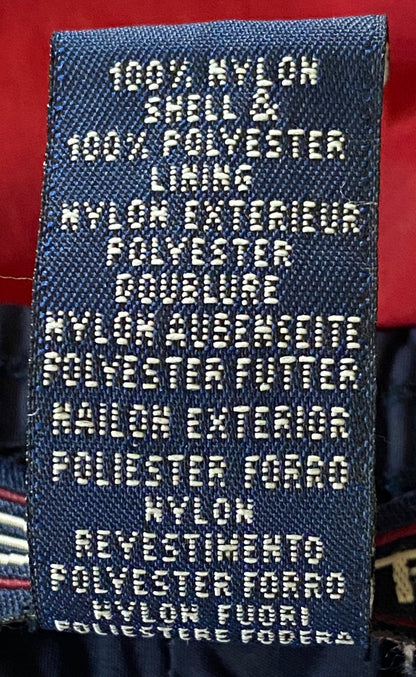 100% NYLON
SHELL &
100% POLYESTER
LINING
NYLON EXTERIEUR
POLYESTER
DOUBLURE
NYLON AUBENSEITE
POLYESTER FUTTER
NAILON EXTERIOR
POLIESTER FORRO
NYLON
REVESTIMENTO
POLYESTER FORRO
NYLON FUORI
POLIESTERE FODERA